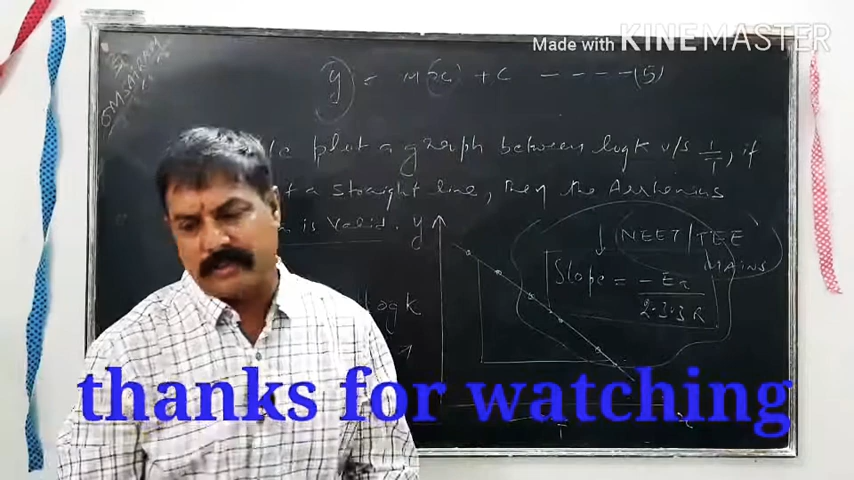 Made with KINEMASTER
y = mx + c - - - - (5)
plot a graph between logk v/s 1/T, if
a straight line, then the Arrhenius
is valid. y
NEET/JEE
MAINS
Slope = -Ea / 2.303 R
logk
thanks for watching
x